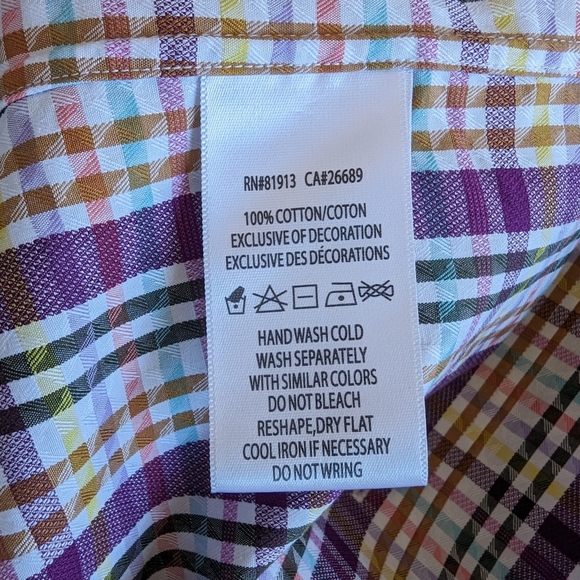 RN#81913 CA#26689
100% COTTON/COTON
EXCLUSIVE OF DECORATION
EXCLUSIVE DES DÉCORATIONS
HAND WASH COLD
WASH SEPARATELY
WITH SIMILAR COLORS
DO NOT BLEACH
RESHAPE,DRY FLAT
COOL IRON IF NECESSARY
DO NOT WRING